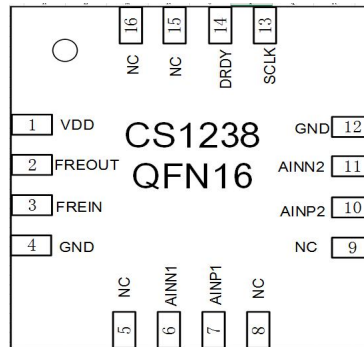 16 15 14 13
NC NC DRDY SCLK
1 VDD
2 FREOUT
3 FREIN
4 GND
CS1238
QFN16
GND 12
AINN2 11
AINP2 10
NC 9
NC AINN1 AINP1 NC
5 6 7 8